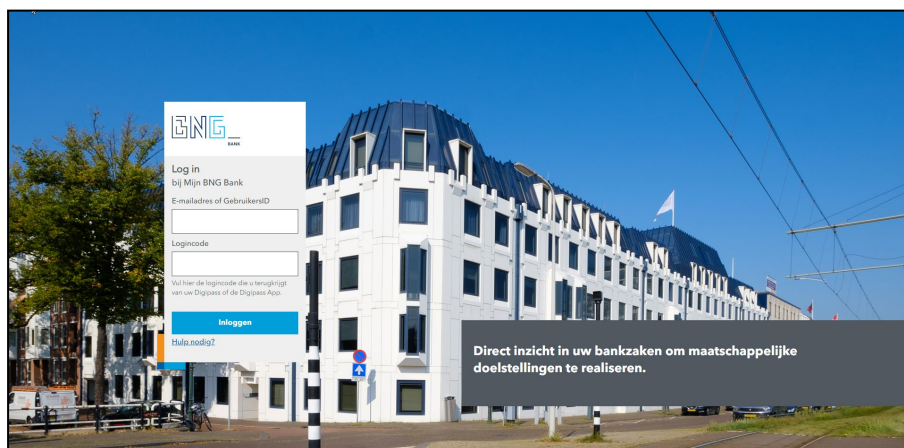 BNG_
BANK
Log in
bij Mijn BNG Bank
E-mailadres of GebruikersID
Logincode
Vul hier de logincode die u terugkrijgt
van uw Digipass of de Digipass App.
Inloggen
Hulp nodig?
Direct inzicht in uw bankzaken om maatschappelijke
doelstellingen te realiseren.